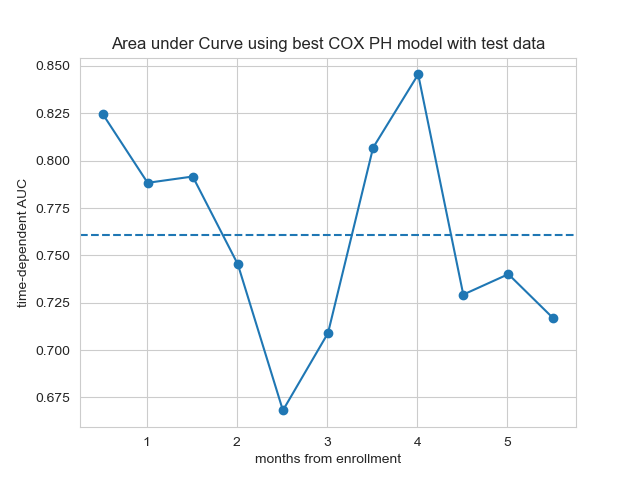 Area under Curve using best COX PH model with test data
0.850
0.825
0.800
0.775
0.750
0.725
0.700
0.675
time-dependent AUC
1 2 3 4 5
months from enrollment